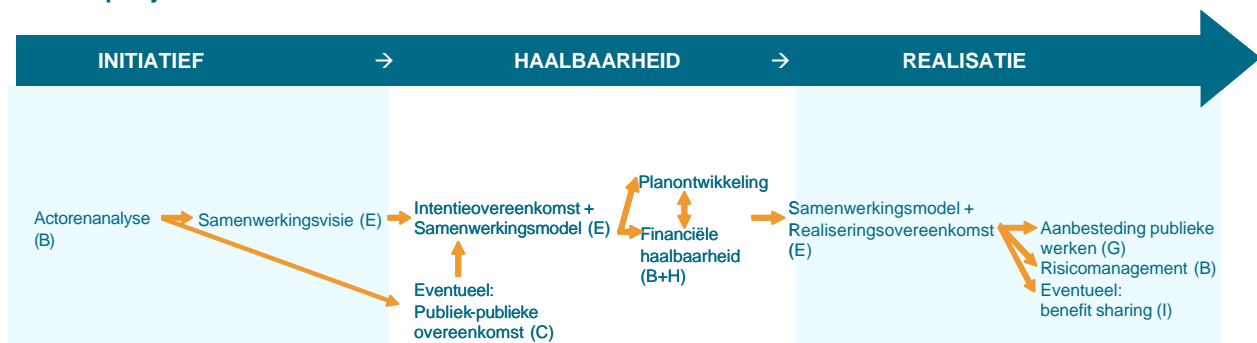 INITIATIEF → HAALBAARHEID → REALISATIE
Actorenanalyse
(B)
Samenwerkingsvisie (E)
Intentieovereenkomst +
Samenwerkingsmodel (E)
Eventueel:
Publiek-publieke
overeenkomst (C)
Planontwikkeling
Financiële
haalbaarheid
(B+H)
Samenwerkingsmodel +
Realiseringsovereenkomst
(E)
Aanbesteding publieke
werken (G)
Risicomanagement (B)
Eventueel:
benefit sharing (I)